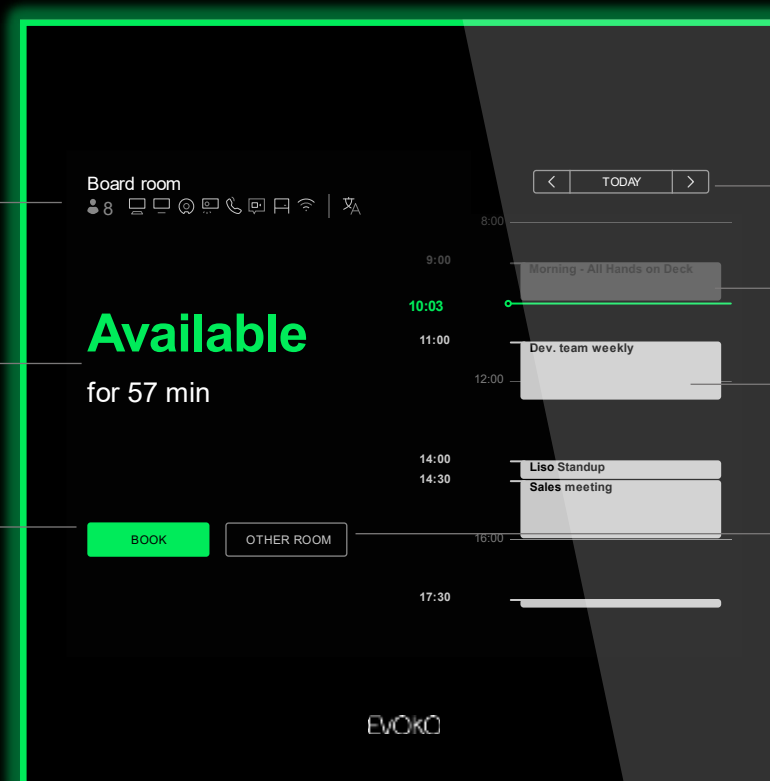 Board room
8
Available
for 57 min
BOOK
OTHER ROOM
TODAY
8:00
9:00
Morning - All Hands on Deck
10:03
11:00
Dev. team weekly
12:00
14:00
Liso Standup
14:30
Sales meeting
16:00
17:30
EVOKO